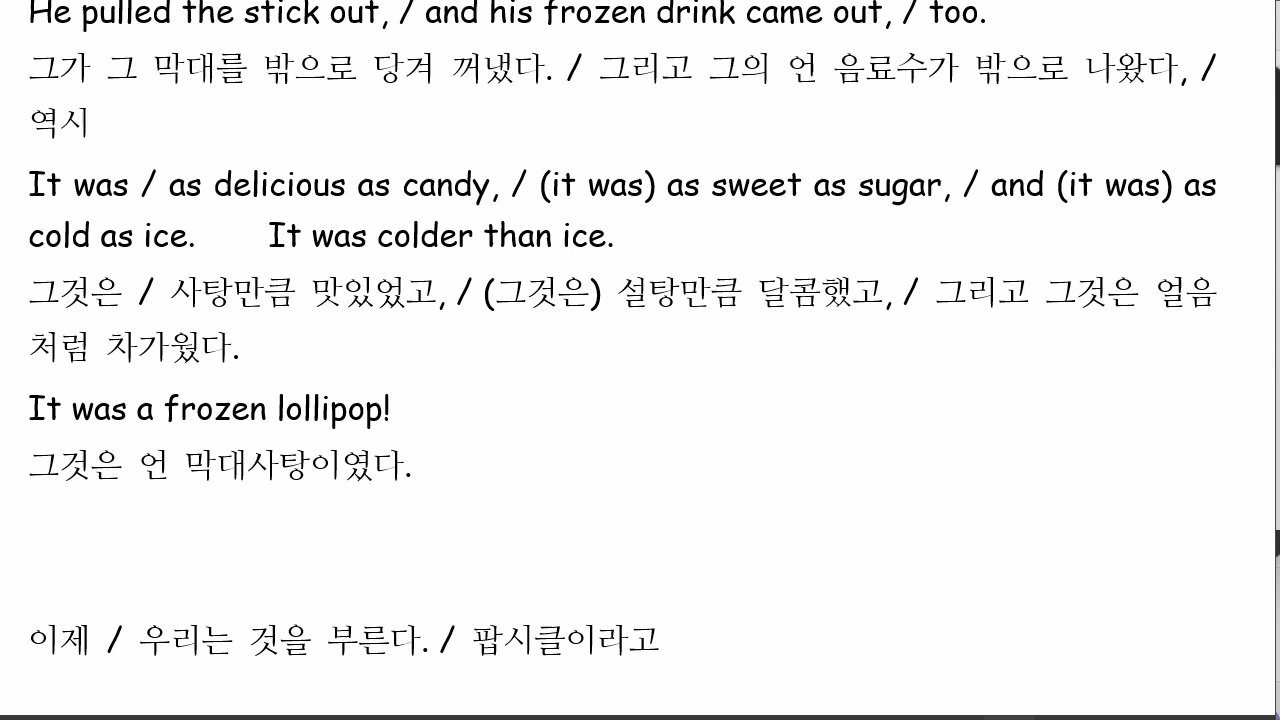 He pulled the stick out, / and his frozen drink came out, / too.
그가 그 막대를 밖으로 당겨 꺼냈다. / 그리고 그의 언 음료수가 밖으로 나왔다, /
역시
It was / as delicious as candy, / (it was) as sweet as sugar, / and (it was) as
cold as ice. It was colder than ice.
그것은 / 사탕만큼 맛있었고, / (그것은) 설탕만큼 달콤했고, / 그리고 그것은 얼음
처럼 차가웠다.
It was a frozen lollipop!
그것은 언 막대사탕이였다.
이제 / 우리는 것을 부른다. / 팝시클이라고